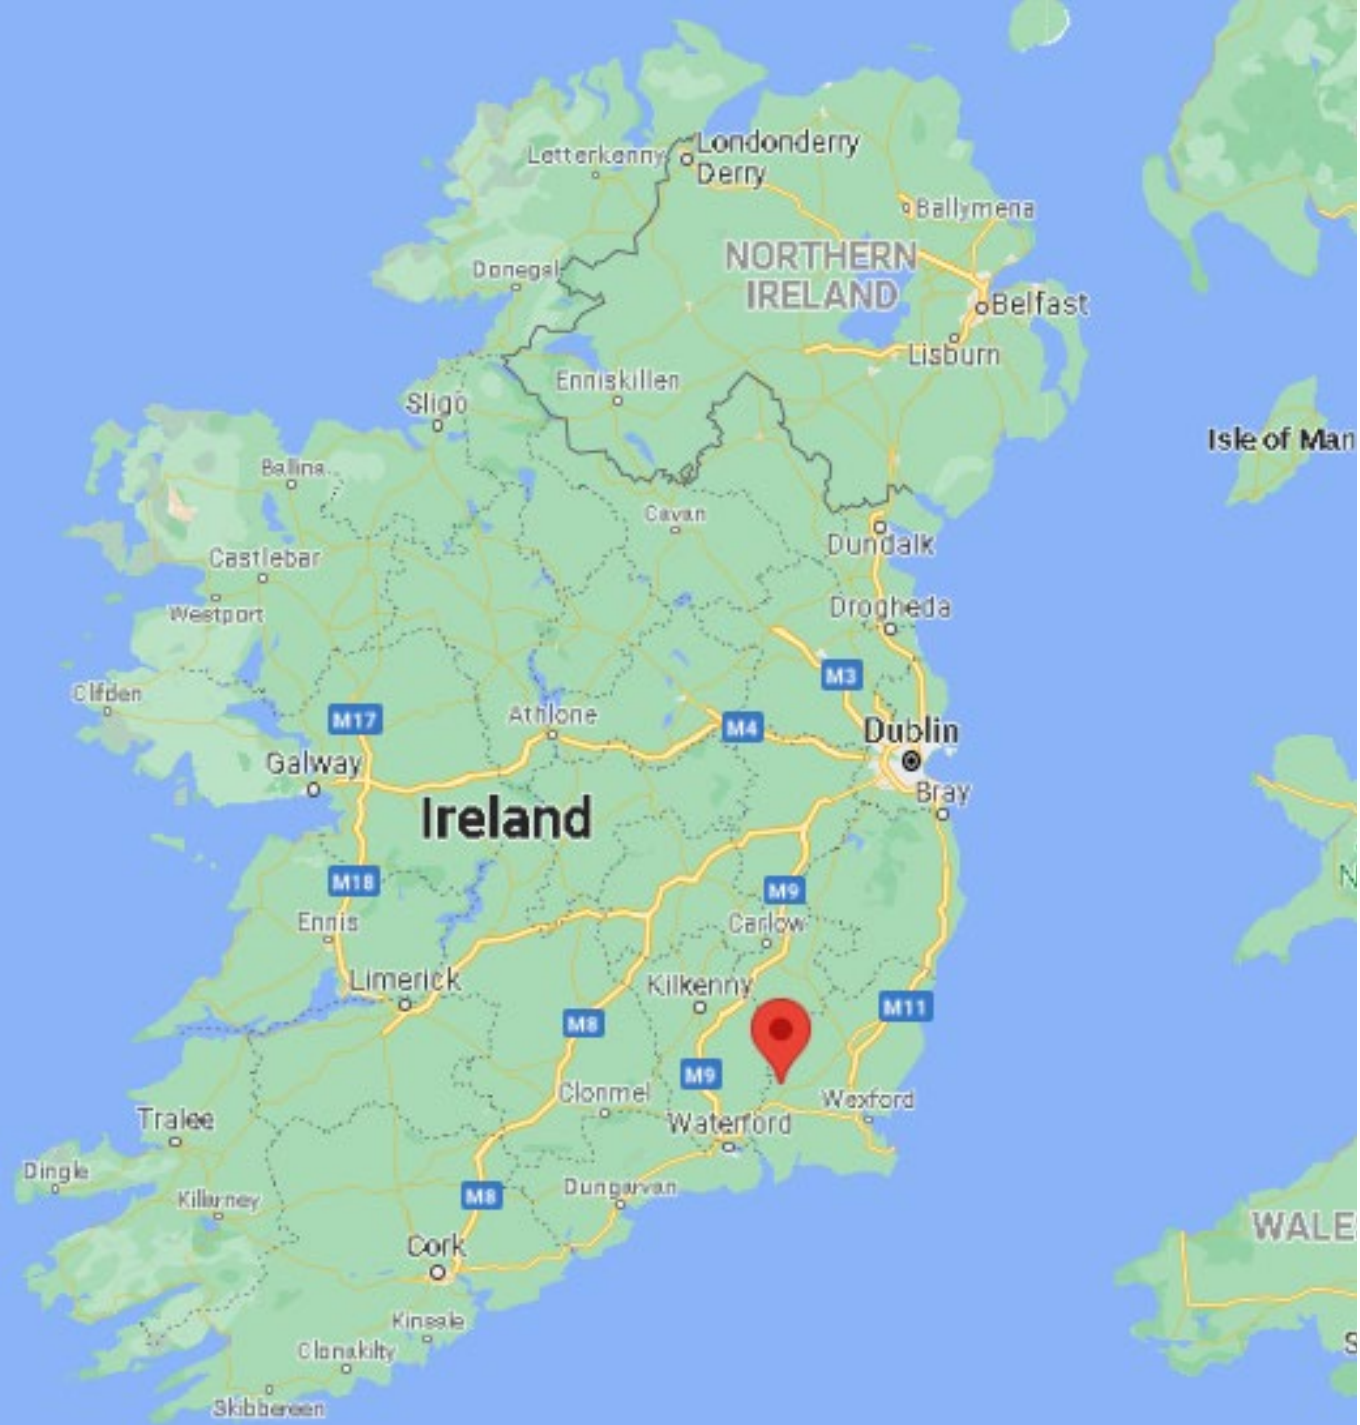 Londonderry
Derry
Letterkenny
Ballymena
NORTHERN
IRELAND
Donegal
Belfast
Lisburn
Enniskillen
Sligo
Isle of Man
Ballina
Cavan
Dundalk
Castlebar
Westport
Drogheda
M3
Clifden
M17
Athlone
M4
Dublin
Galway
Bray
Ireland
M18
M9
Ennis
Carlow
Limerick
Kilkenny
M11
M8
M9
Clonmel
Wexford
Tralee
Waterford
Dingle
Killarney
M8
Dungarvan
WALE
Cork
Kinsale
Clonakilty
S
Skibbereen
N